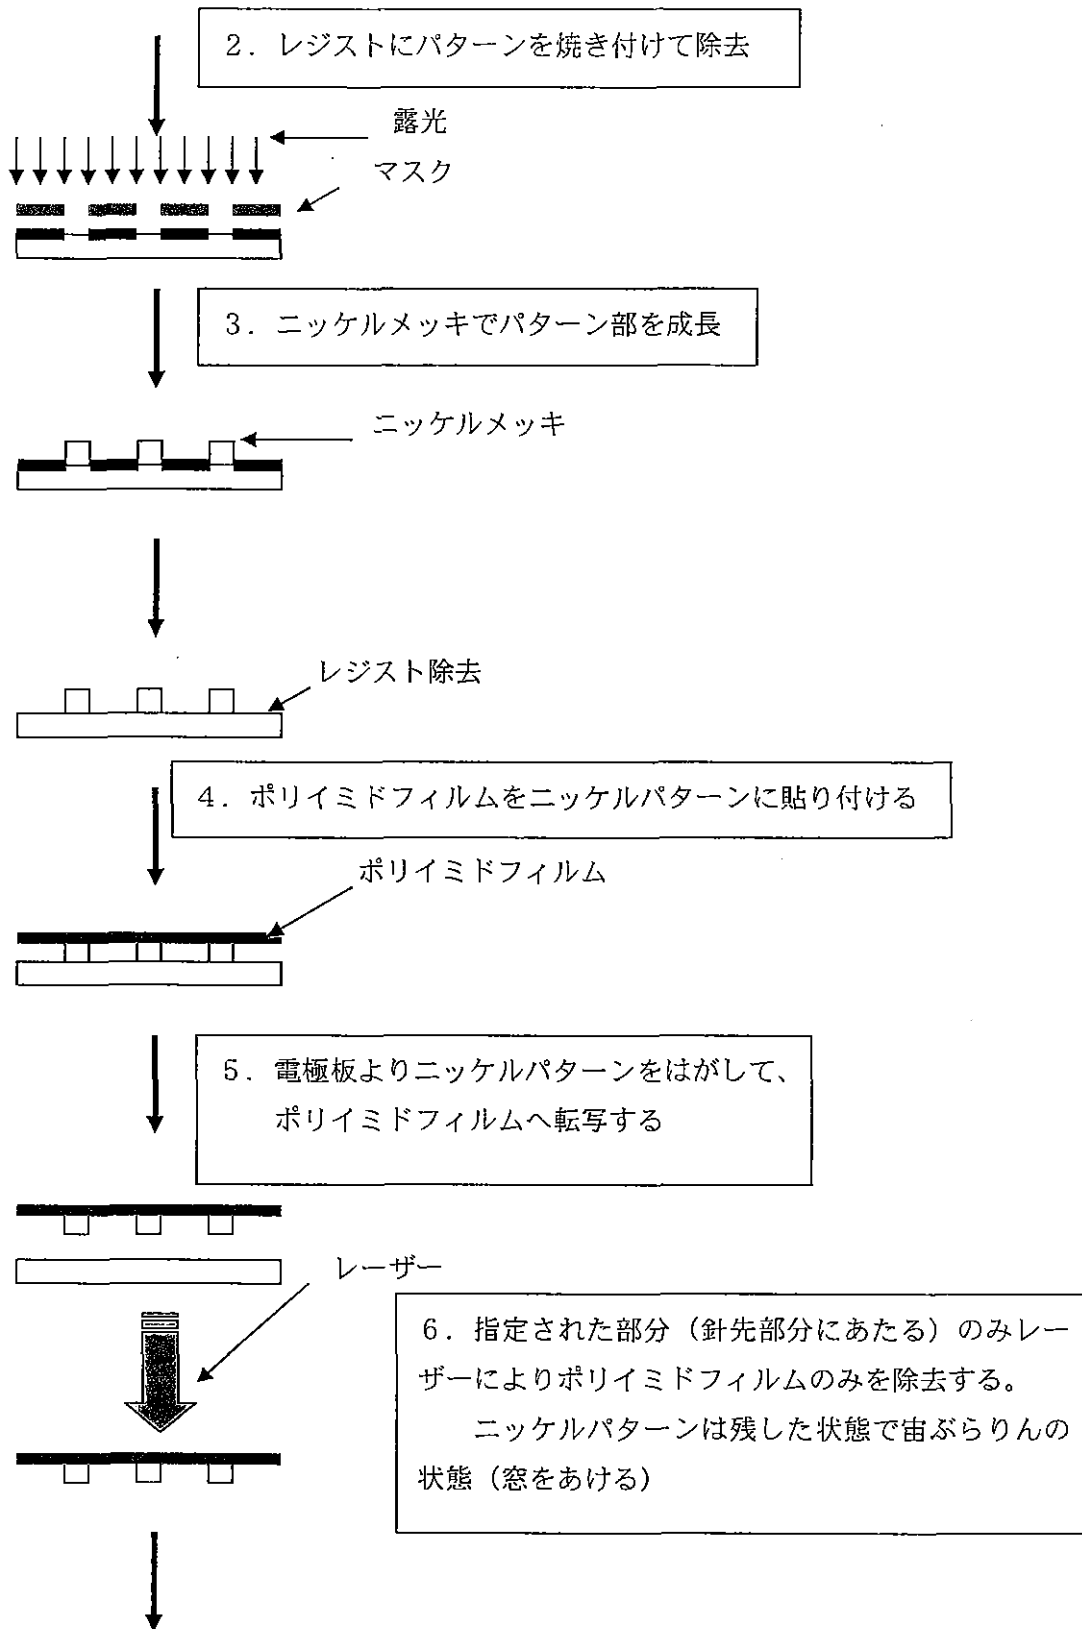 2．レジストにパターンを焼き付けて除去
露光
マスク
3．ニッケルメッキでパターン部を成長
ニッケルメッキ
レジスト除去
4．ポリイミドフィルムをニッケルパターンに貼り付ける
ポリイミドフィルム
5．電極板よりニッケルパターンをはがして、
ポリイミドフィルムへ転写する
レーザー
6．指定された部分（針先部分にあたる）のみレー
ザーによりポリイミドフィルムのみを除去する。
ニッケルパターンは残した状態で宙ぶらりんの
状態（窓をあける）